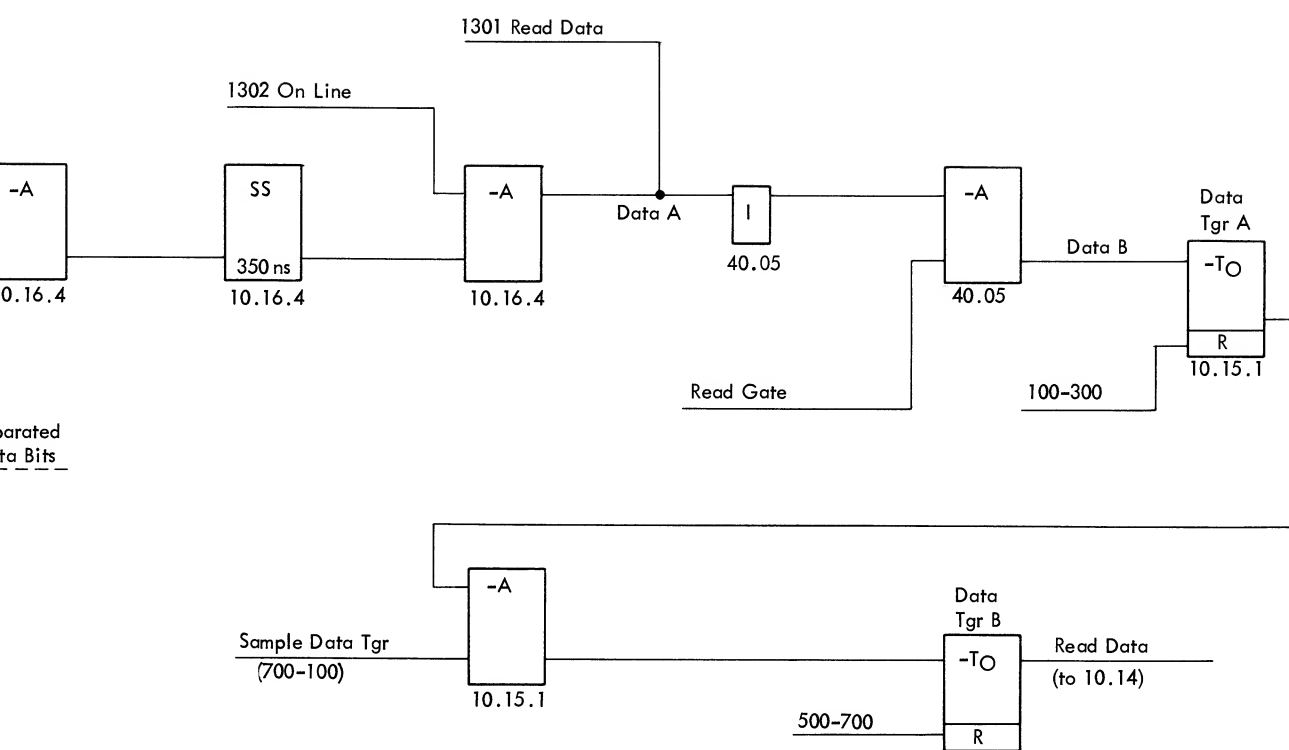 1301 Read Data
1302 On Line
-A
SS
350 ns
-A
Data A
I
-A
Data B
Data
Tgr A
-TO
R
0.16.4
10.16.4
10.16.4
40.05
40.05
10.15.1
Read Gate
100-300
parated
ta Bits
-A
Sample Data Tgr
(700-100)
10.15.1
Data
Tgr B
-TO
Read Data
(to 10.14)
500-700
R